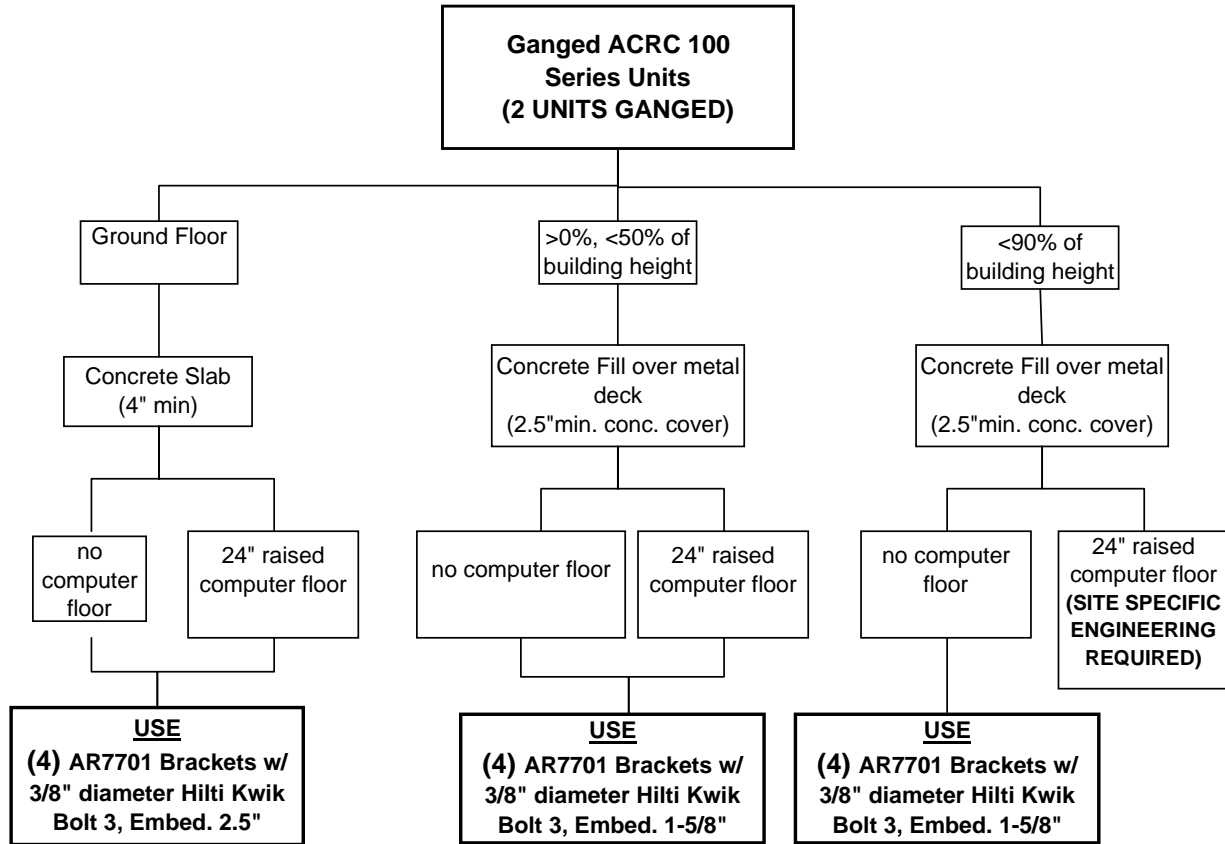 Ganged ACRC 100
Series Units
(2 UNITS GANGED)
Ground Floor
>0%, <50% of
building height
<90% of
building height
Concrete Slab
(4" min)
Concrete Fill over metal
deck
(2.5"min. conc. cover)
Concrete Fill over metal
deck
(2.5"min. conc. cover)
no
computer
floor
24" raised
computer floor
no computer floor
24" raised
computer floor
no computer
floor
24" raised
computer floor
(SITE SPECIFIC
ENGINEERING
REQUIRED)
USE
(4) AR7701 Brackets w/
3/8" diameter Hilti Kwik
Bolt 3, Embed. 2.5"
USE
(4) AR7701 Brackets w/
3/8" diameter Hilti Kwik
Bolt 3, Embed. 1-5/8"
USE
(4) AR7701 Brackets w/
3/8" diameter Hilti Kwik
Bolt 3, Embed. 1-5/8"